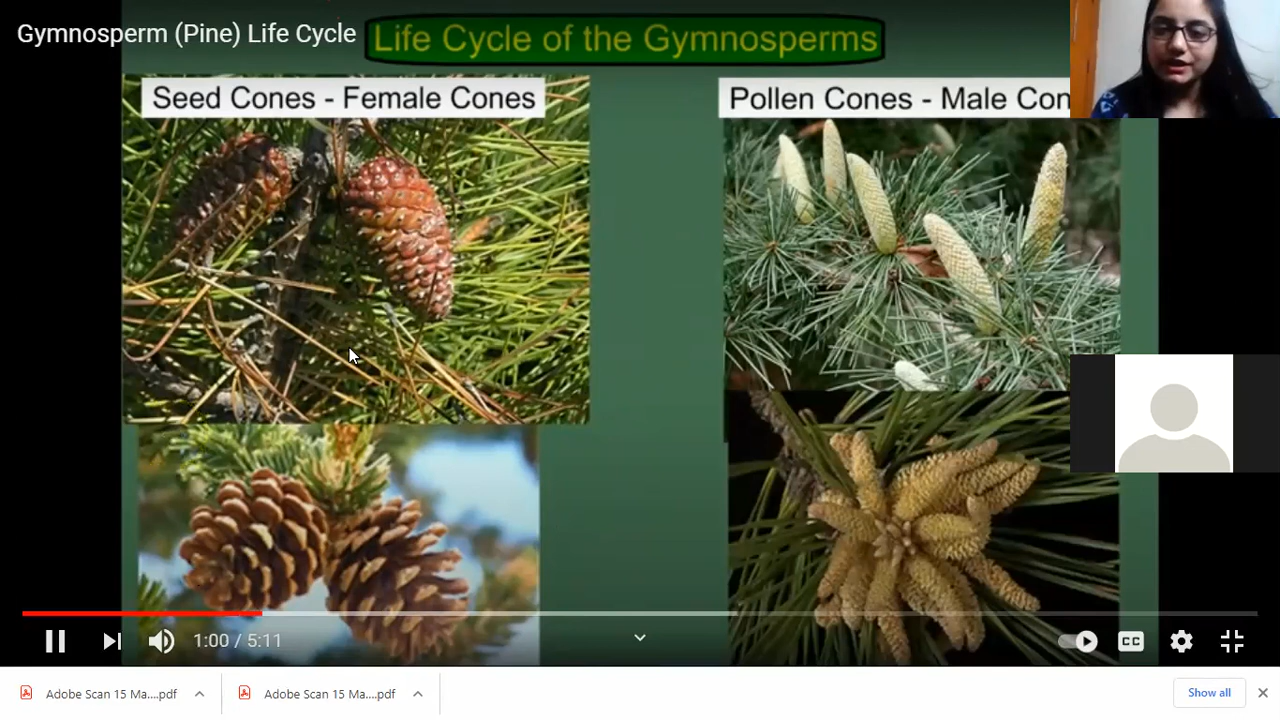 Gymnosperm (Pine) Life Cycle
Life Cycle of the Gymnosperms
Seed Cones - Female Cones
Pollen Cones - Male Con
1:00 / 5:11
CC
Adobe Scan 15 Ma....pdf
Adobe Scan 15 Ma....pdf
Show all